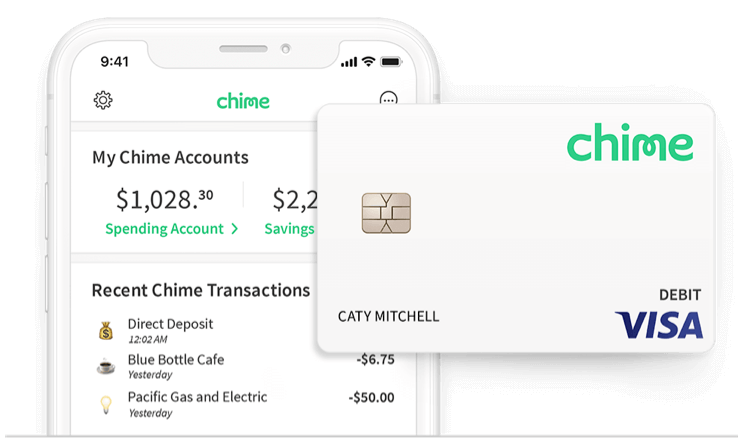 9:41
chime
My Chime Accounts
$1,028.30
$2,2
Spending Account >
Savings
Recent Chime Transactions
Direct Deposit
12:02 AM
Blue Bottle Cafe -$6.75
Yesterday
Pacific Gas and Electric -$50.00
Yesterday
chime
DEBIT
CATY MITCHELL
VISA